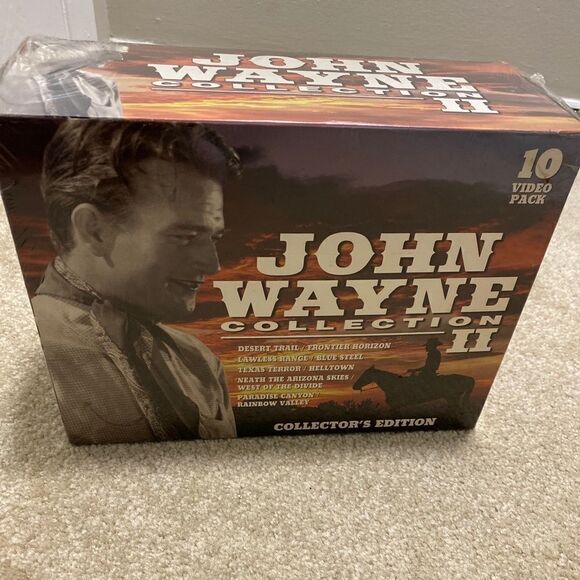 JOHN
WAYNE
COLLECTION
II
10
VIDEO
PACK
JOHN
WAYNE
COLLECTION
II
DESERT TRAIL / FRONTIER HORIZON
LAWLESS RANGE / BLUE STEEL
TEXAS TERROR / HELLTOWN
'NEATH THE ARIZONA SKIES /
WEST OF THE DIVIDE
PARADISE CANYON /
RAINBOW VALLEY
COLLECTOR'S EDITION